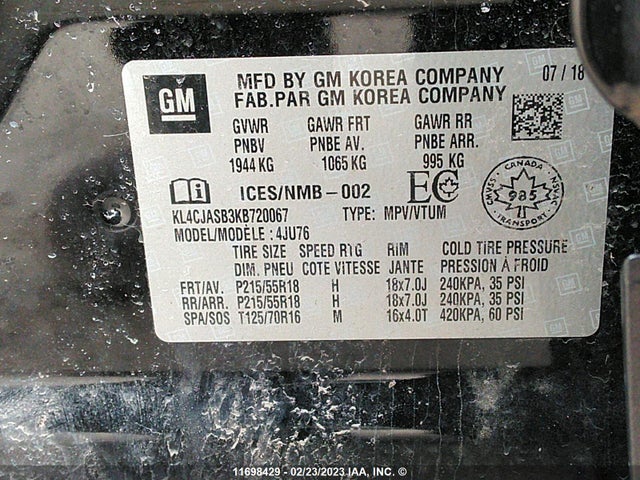 GM
MFD BY GM KOREA COMPANY 07 / 18
FAB.PAR GM KOREA COMPANY
GVWR GAWR FRT GAWR RR
PNBV PNBE AV. PNBE ARR.
1944 KG 1065 KG 995 KG
ICES/NMB-002 EC
CANADA
985
TRANSPORT
KL4CJASB3KB720067 TYPE: MPV/VTUM
MODEL/MODÈLE : 4JU76
TIRE SIZE SPEED RTG RIM COLD TIRE PRESSURE
DIM. PNEU COTE VITESSE JANTE PRESSION À FROID
FRT/AV. P215/55R18 H 18x7.0J 240KPA, 35 PSI
RR/ARR. P215/55R18 H 18x7.0J 240KPA, 35 PSI
SPA/SOS T125/70R16 M 16x4.0T 420KPA, 60 PSI
11698429 - 02/23/2023 IAA, INC. ©